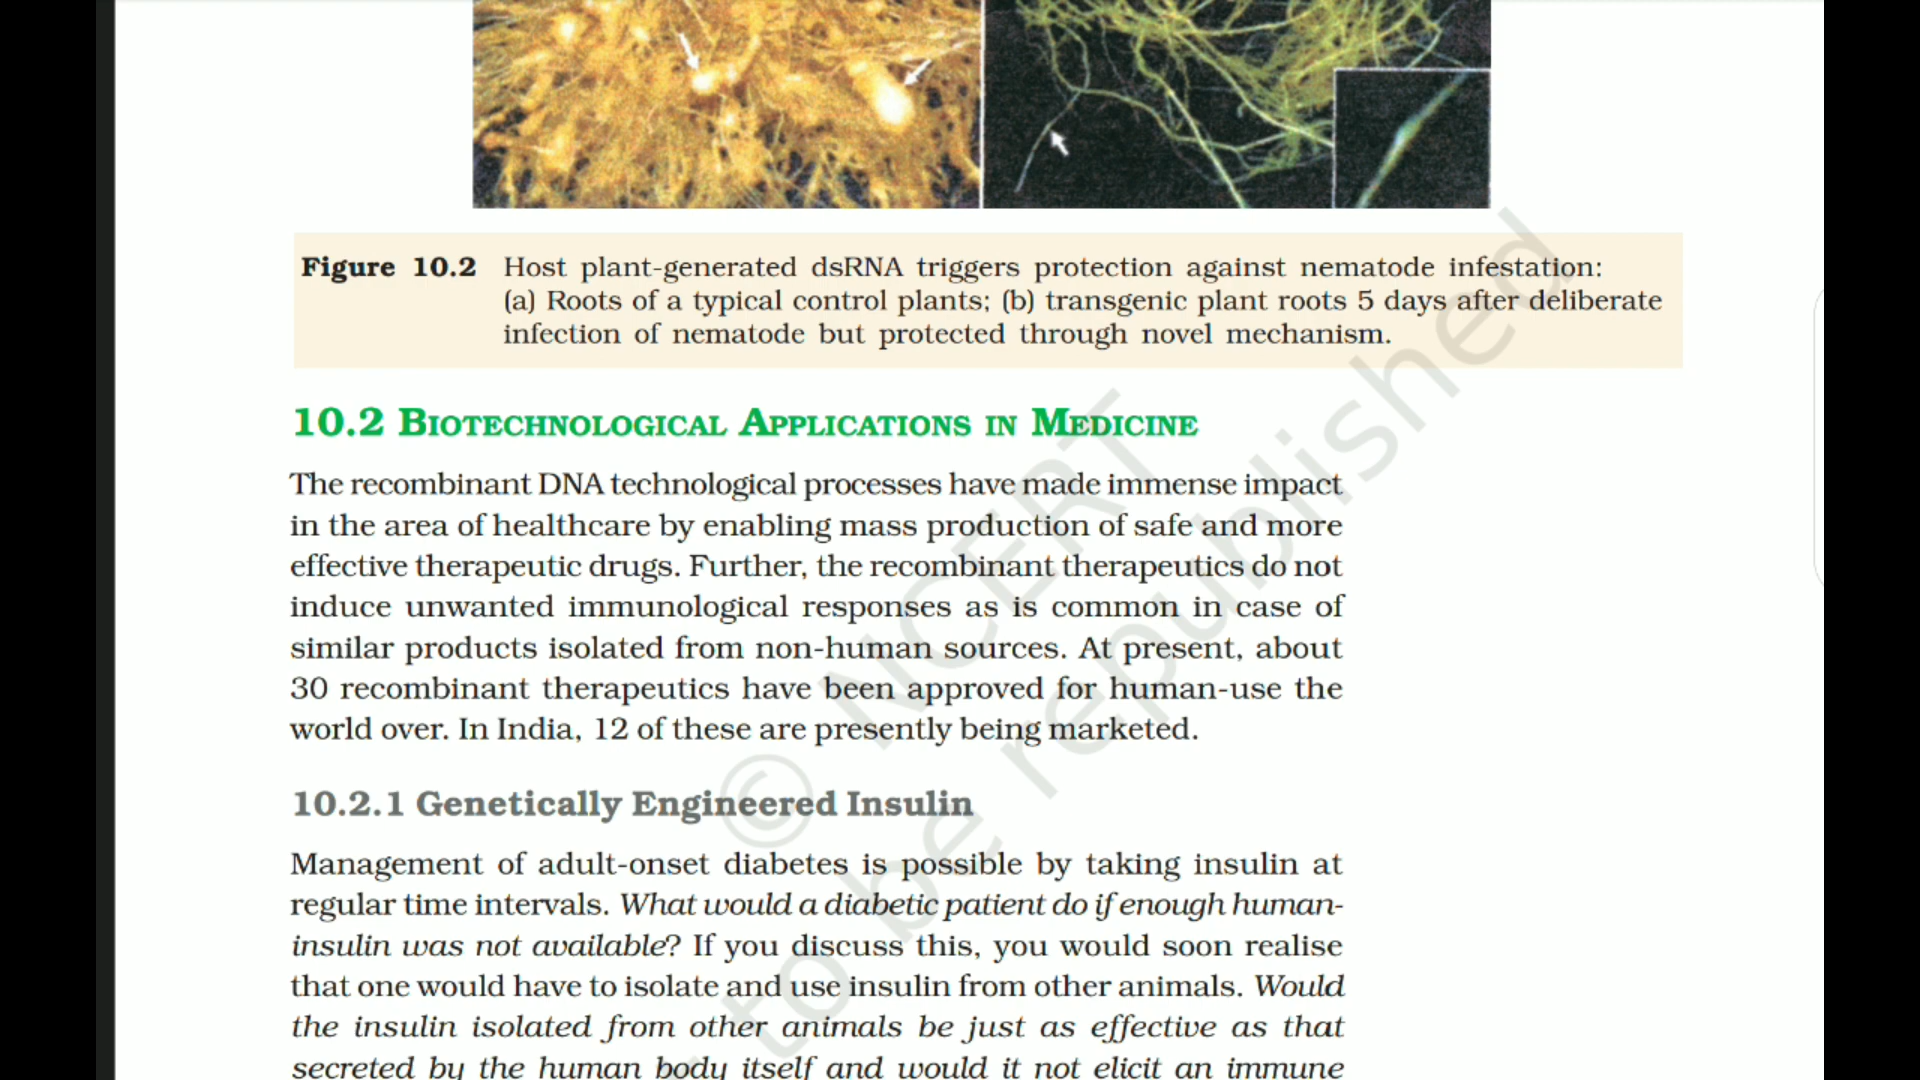 Figure 10.2 Host plant-generated dsRNA triggers protection against nematode infestation:
(a) Roots of a typical control plants; (b) transgenic plant roots 5 days after deliberate
infection of nematode but protected through novel mechanism.
10.2 BIOTECHNOLOGICAL APPLICATIONS IN MEDICINE
The recombinant DNA technological processes have made immense impact
in the area of healthcare by enabling mass production of safe and more
effective therapeutic drugs. Further, the recombinant therapeutics do not
induce unwanted immunological responses as is common in case of
similar products isolated from non-human sources. At present, about
30 recombinant therapeutics have been approved for human-use the
world over. In India, 12 of these are presently being marketed.
10.2.1 Genetically Engineered Insulin
Management of adult-onset diabetes is possible by taking insulin at
regular time intervals. What would a diabetic patient do if enough human-
insulin was not available? If you discuss this, you would soon realise
that one would have to isolate and use insulin from other animals. Would
the insulin isolated from other animals be just as effective as that
secreted by the human body itself and would it not elicit an immune
© NCERT
to be republished